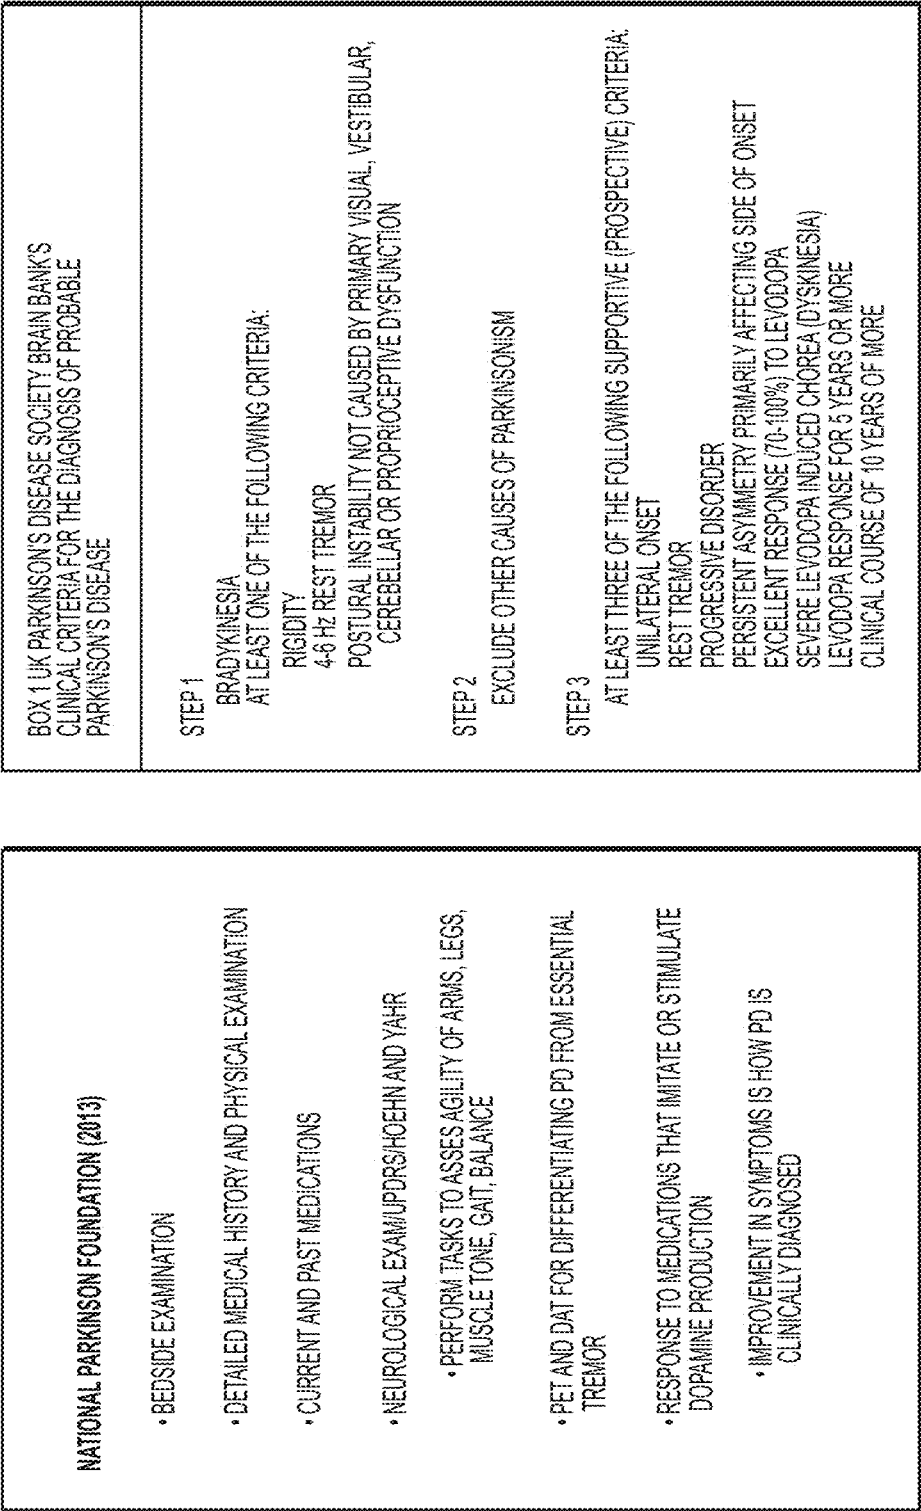 NATIONAL PARKINSON FOUNDATION (2013)
• BEDSIDE EXAMINATION
• DETAILED MEDICAL HISTORY AND PHYSICAL EXAMINATION
• CURRENT AND PAST MEDICATIONS
• NEUROLOGICAL EXAM/UPDRS/HOEHN AND YAHR
• PERFORM TASKS TO ASSES AGILITY OF ARMS, LEGS,
MUSCLE TONE, GAIT, BALANCE
• PET AND DAT FOR DIFFERENTIATING PD FROM ESSENTIAL
TREMOR
• RESPONSE TO MEDICATIONS THAT IMITATE OR STIMULATE
DOPAMINE PRODUCTION
• IMPROVEMENT IN SYMPTOMS IS HOW PD IS
CLINICALLY DIAGNOSED
BOX 1 UK PARKINSON'S DISEASE SOCIETY BRAIN BANK'S
CLINICAL CRITERIA FOR THE DIAGNOSIS OF PROBABLE
PARKINSON'S DISEASE
STEP 1
BRADYKINESIA
AT LEAST ONE OF THE FOLLOWING CRITERIA:
RIGIDITY
4-6 Hz REST TREMOR
POSTURAL INSTABILITY NOT CAUSED BY PRIMARY VISUAL, VESTIBULAR,
CEREBELLAR OR PROPRIOCEPTIVE DYSFUNCTION
STEP 2
EXCLUDE OTHER CAUSES OF PARKINSONISM
STEP 3
AT LEAST THREE OF THE FOLLOWING SUPPORTIVE (PROSPECTIVE) CRITERIA:
UNILATERAL ONSET
REST TREMOR
PROGRESSIVE DISORDER
PERSISTENT ASYMMETRY PRIMARILY AFFECTING SIDE OF ONSET
EXCELLENT RESPONSE (70-100%) TO LEVODOPA
SEVERE LEVODOPA INDUCED CHOREA (DYSKINESIA)
LEVODOPA RESPONSE FOR 5 YEARS OR MORE
CLINICAL COURSE OF 10 YEARS OF MORE